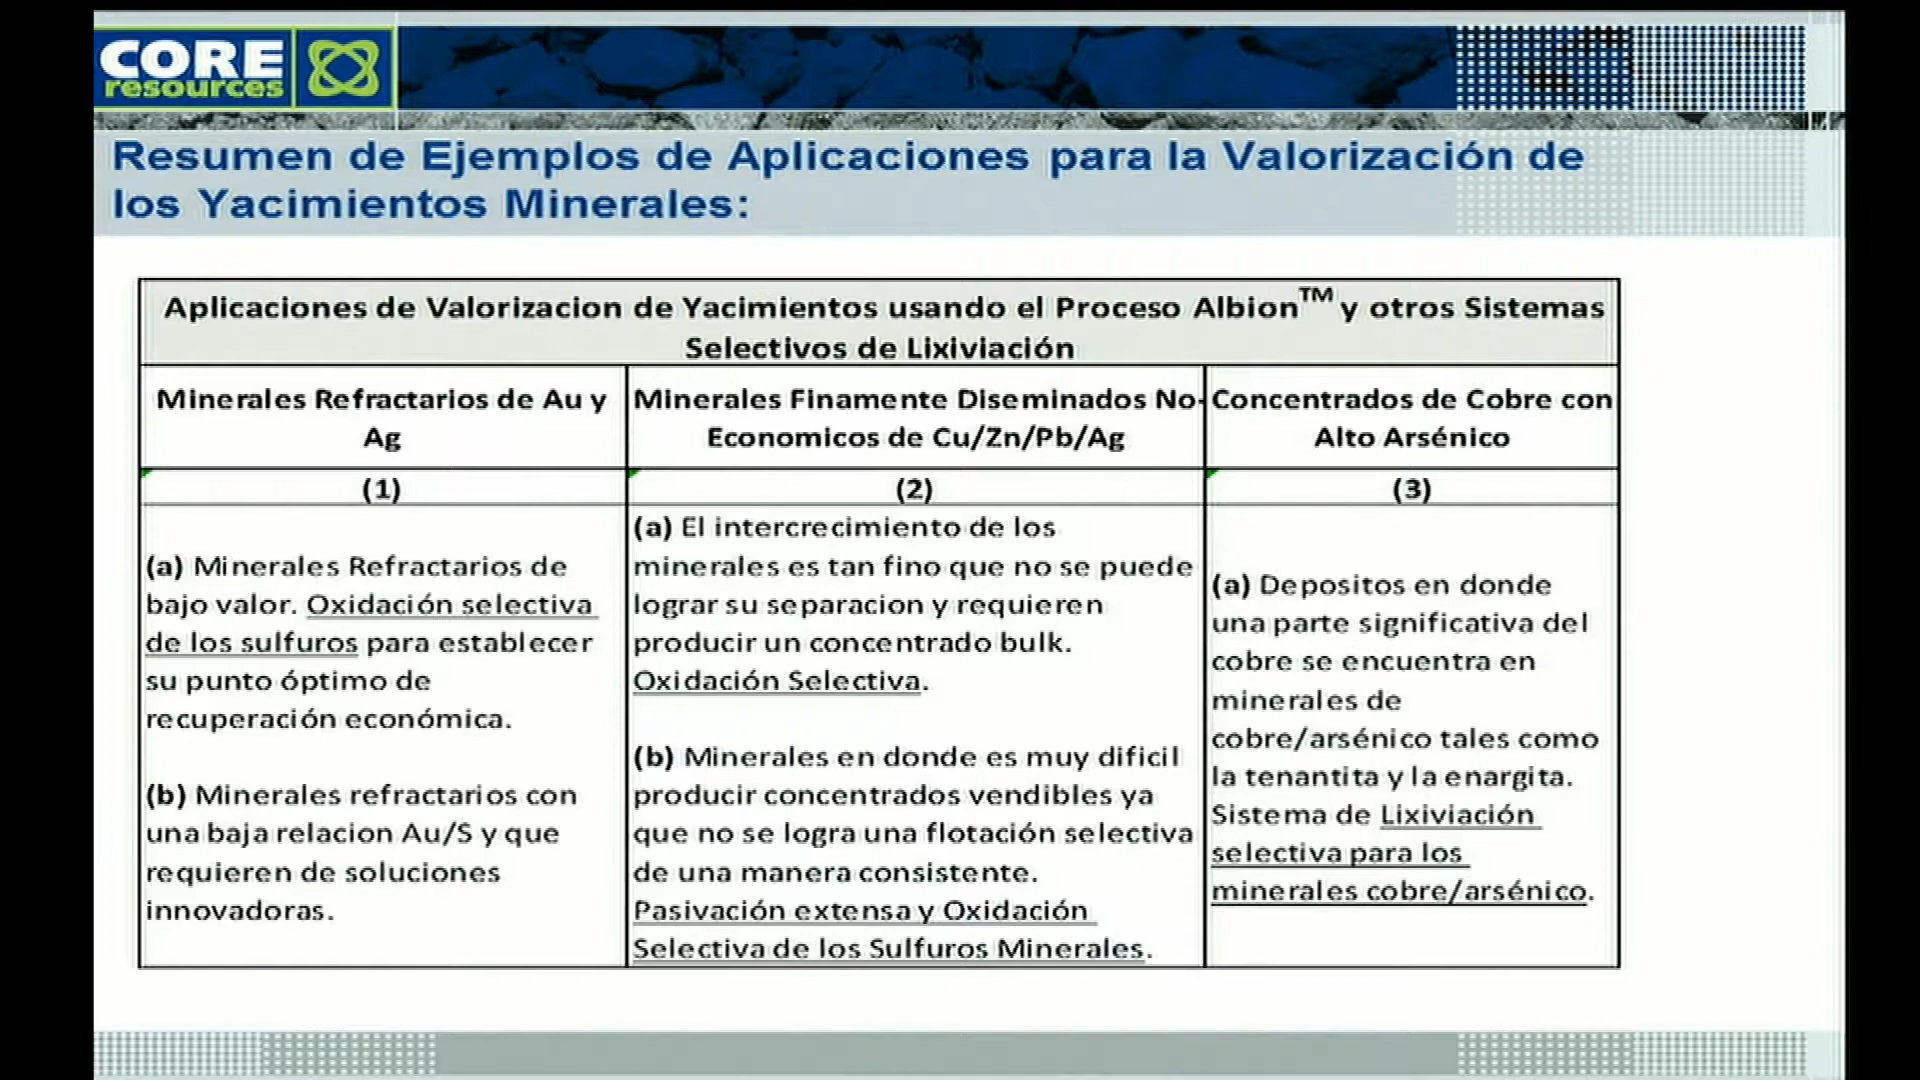 CORE
resources
Resumen de Ejemplos de Aplicaciones para la Valorización de
los Yacimientos Minerales:
Aplicaciones de Valorizacion de Yacimientos usando el Proceso Albion™ y otros Sistemas
Selectivos de Lixiviación
Minerales Refractarios de Au y
Ag
(1)
(a) Minerales Refractarios de
bajo valor. Oxidación selectiva
de los sulfuros para establecer
su punto óptimo de
recuperación económica.
(b) Minerales refractarios con
una baja relacion Au/S y que
requieren de soluciones
innovadoras.
Minerales Finamente Diseminados No-
Economicos de Cu/Zn/Pb/Ag
(2)
(a) El intercrecimiento de los
minerales es tan fino que no se puede
lograr su separacion y requieren
producir un concentrado bulk.
Oxidación Selectiva.
(b) Minerales en donde es muy dificil
producir concentrados vendibles ya
que no se logra una flotación selectiva
de una manera consistente.
Pasivación extensa y Oxidación
Selectiva de los Sulfuros Minerales.
Concentrados de Cobre con
Alto Arsénico
(3)
(a) Depositos en donde
una parte significativa del
cobre se encuentra en
minerales de
cobre/arsénico tales como
la tenantita y la enargita.
Sistema de Lixiviación
selectiva para los
minerales cobre/arsénico.